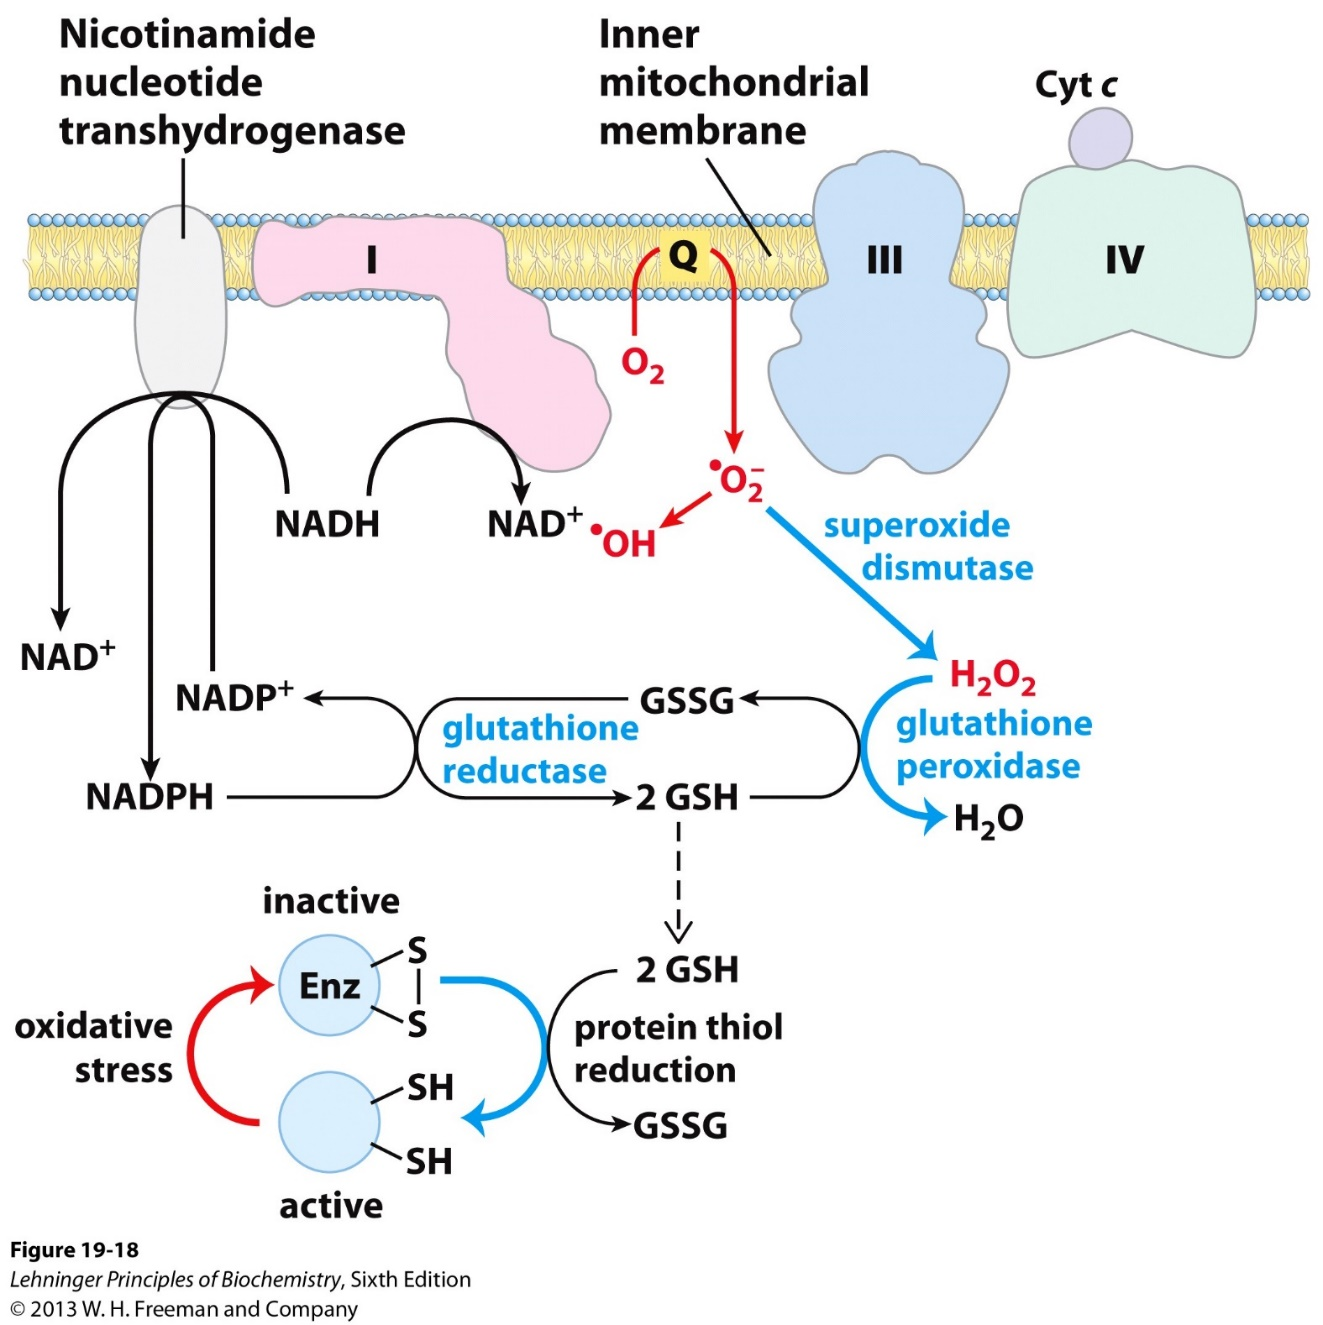 Nicotinamide
nucleotide
transhydrogenase
Inner
mitochondrial
membrane
Cyt c
I
Q
III
IV
O₂
•O₂⁻
NADH
NAD⁺
•OH
superoxide
dismutase
NAD⁺
NADP⁺
GSSG
H₂O₂
glutathione
reductase
glutathione
peroxidase
NADPH
2 GSH
H₂O
inactive
Enz
S
S
2 GSH
oxidative
stress
protein thiol
reduction
SH
SH
GSSG
active
Figure 19-18
Lehninger Principles of Biochemistry, Sixth Edition
© 2013 W. H. Freeman and Company